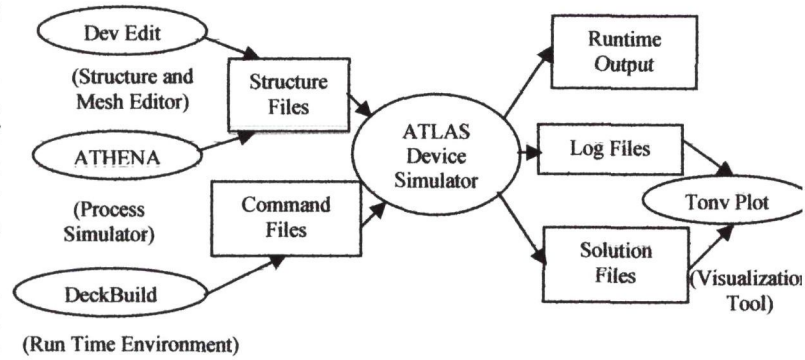 Dev Edit
(Structure and
Mesh Editor)
ATHENA
(Process
Simulator)
DeckBuild
(Run Time Environment)
Structure
Files
Command
Files
ATLAS
Device
Simulator
Runtime
Output
Log Files
Solution
Files
Tonv Plot
(Visualization
Tool)